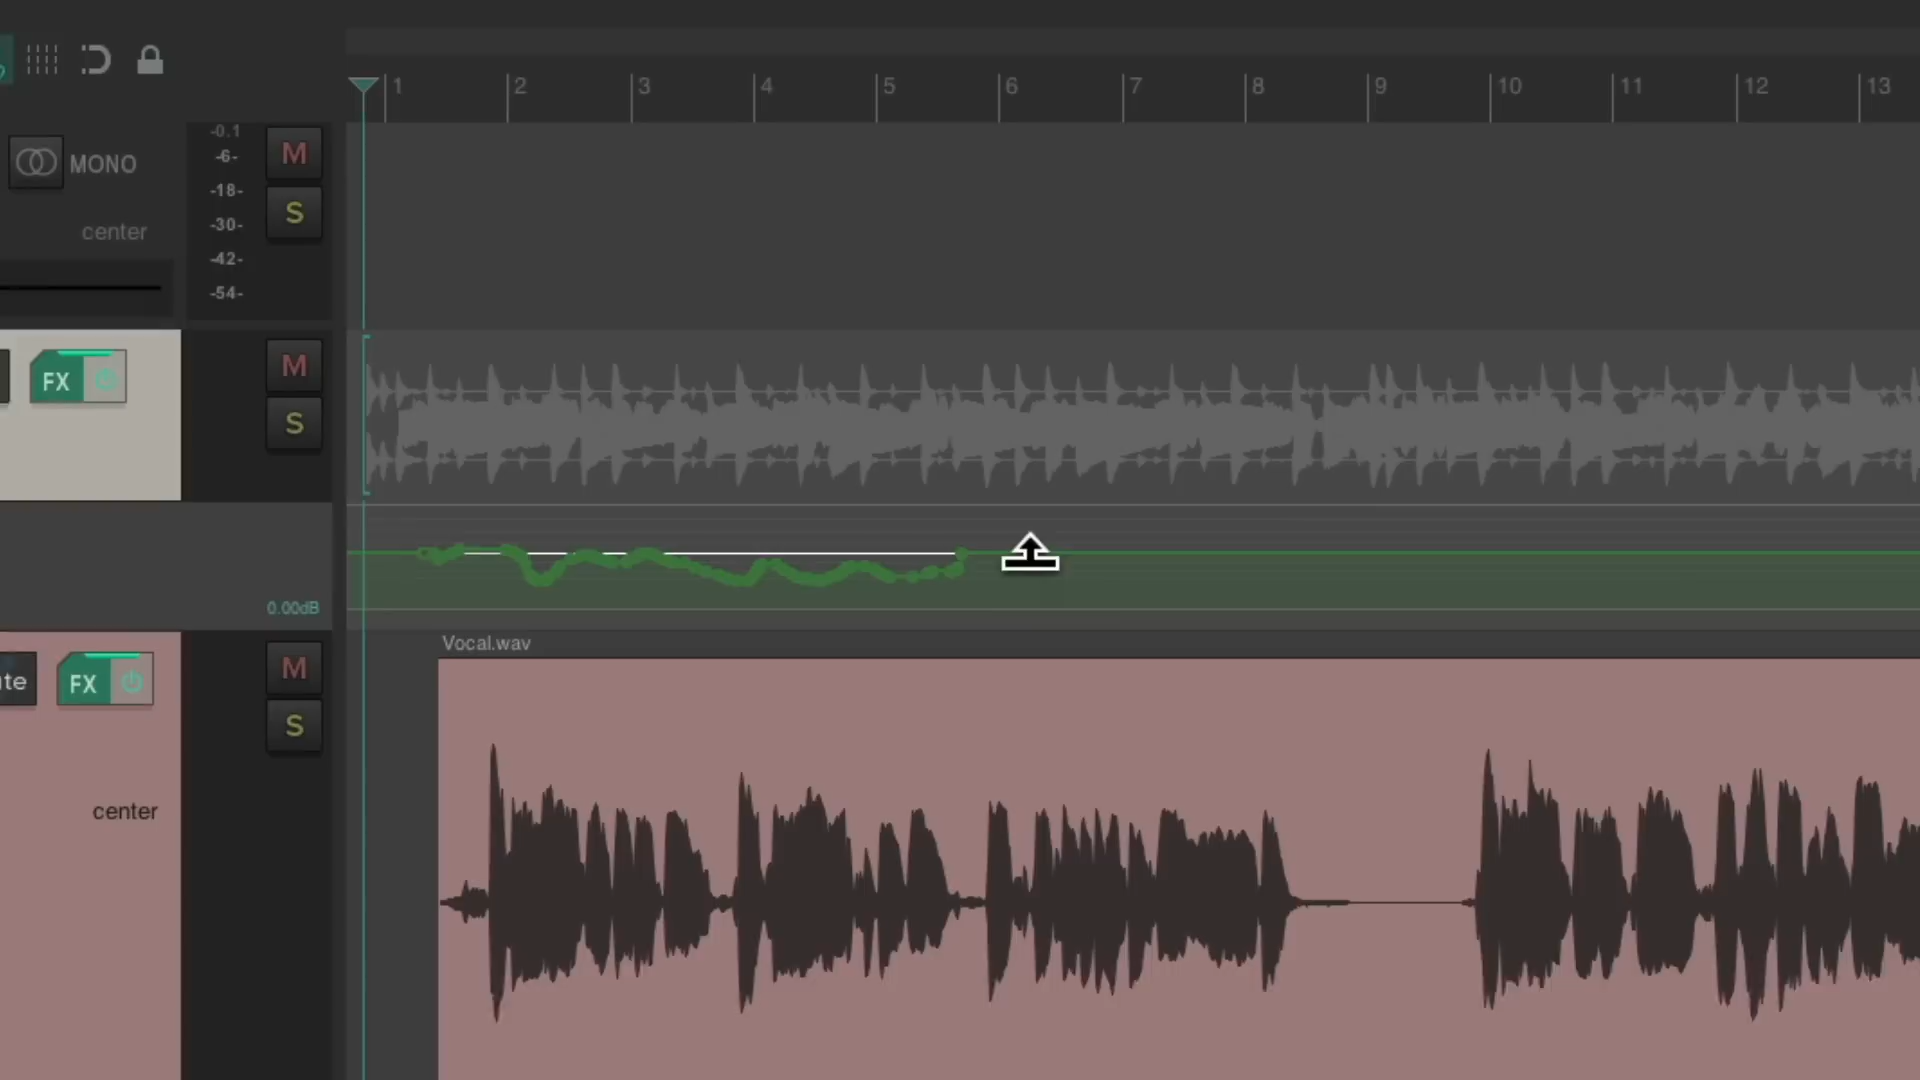 1 2 3 4 5 6 7 8 9 10 11 12 13
MONO
center
-0.1
-6-
-18-
-30-
-42-
-54-
M
S
FX
M
S
0.00dB
Vocal.wav
te
FX
M
S
center